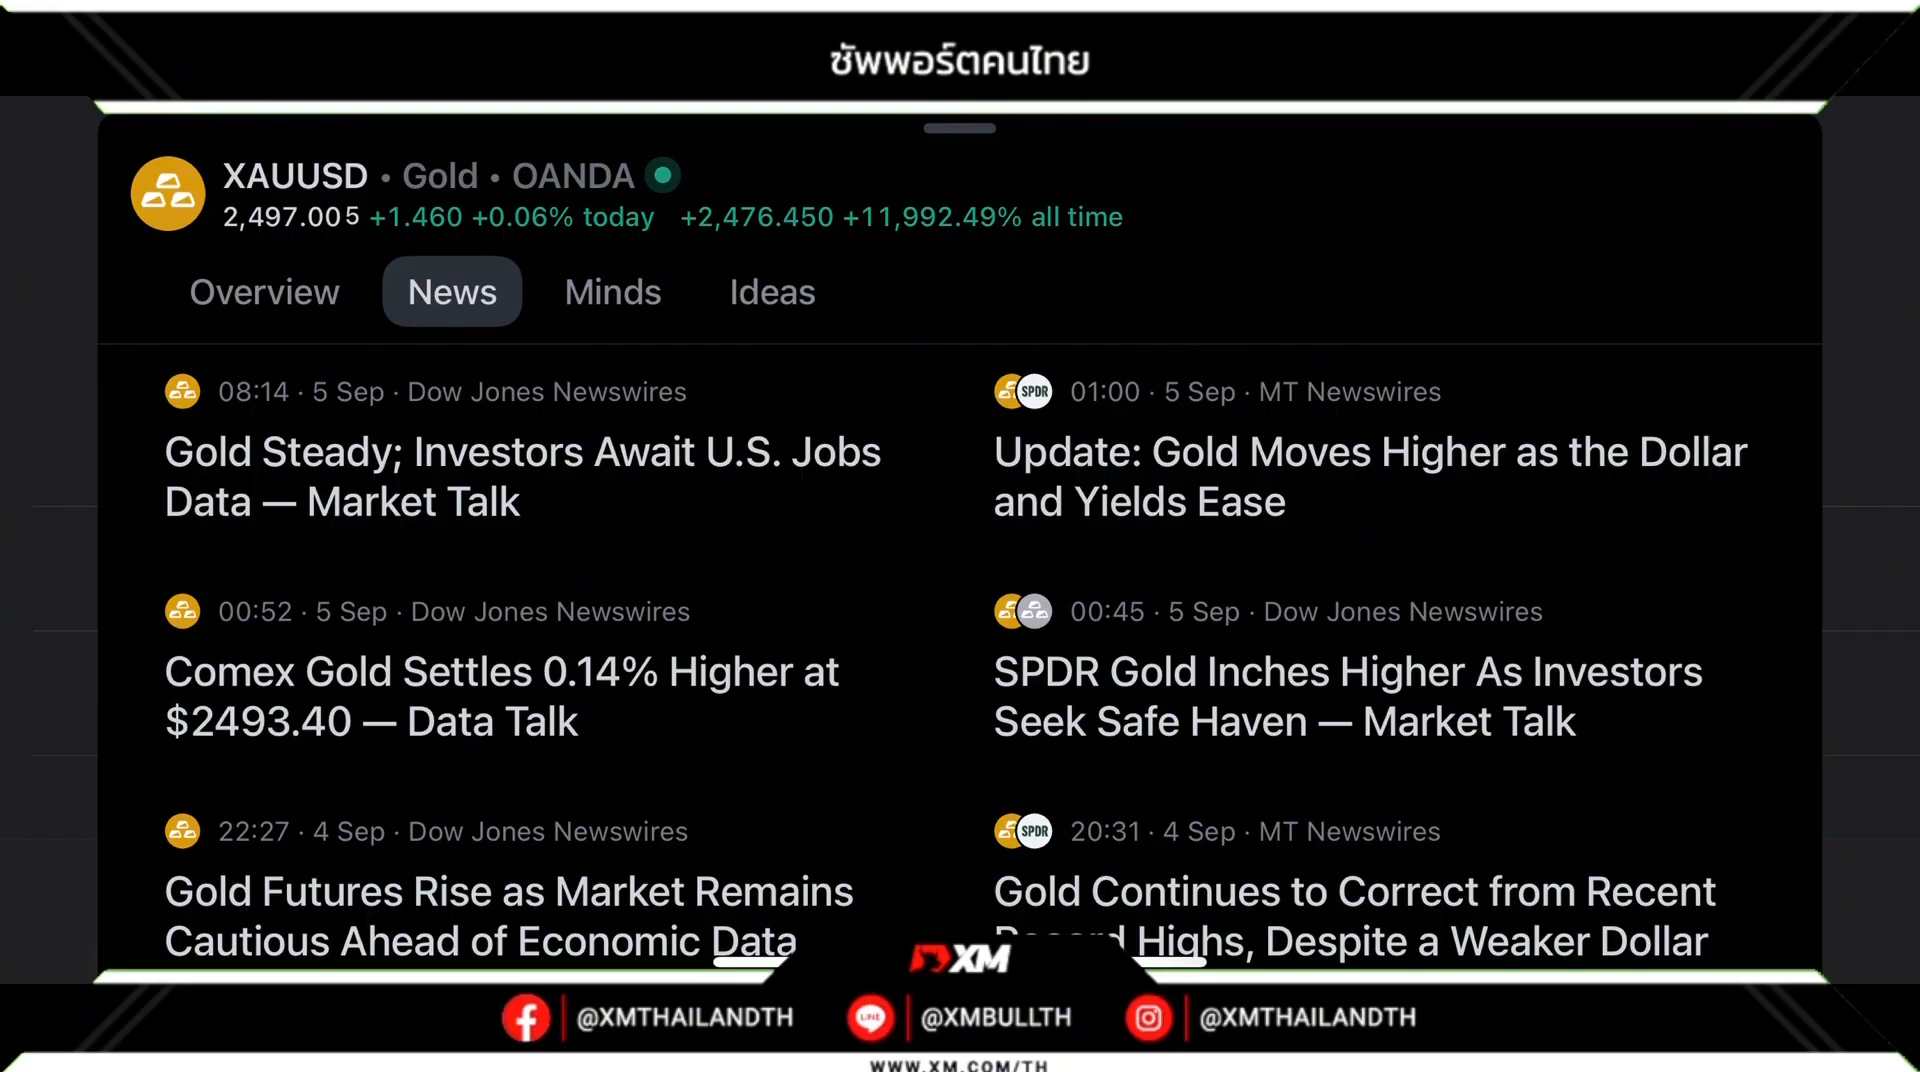 ซัพพอร์ตคนไทย
XAUUSD • Gold • OANDA
2,497.005 +1.460 +0.06% today +2,476.450 +11,992.49% all time
Overview News Minds Ideas
08:14 · 5 Sep · Dow Jones Newswires
Gold Steady; Investors Await U.S. Jobs
Data — Market Talk
SPDR 01:00 · 5 Sep · MT Newswires
Update: Gold Moves Higher as the Dollar
and Yields Ease
00:52 · 5 Sep · Dow Jones Newswires
Comex Gold Settles 0.14% Higher at
$2493.40 — Data Talk
00:45 · 5 Sep · Dow Jones Newswires
SPDR Gold Inches Higher As Investors
Seek Safe Haven — Market Talk
22:27 · 4 Sep · Dow Jones Newswires
Gold Futures Rise as Market Remains
Cautious Ahead of Economic Data
SPDR 20:31 · 4 Sep · MT Newswires
Gold Continues to Correct from Recent
Record Highs, Despite a Weaker Dollar
XM
@XMTHAILANDTH LINE @XMBULLTH @XMTHAILANDTH
WWW.XM.COM/TH